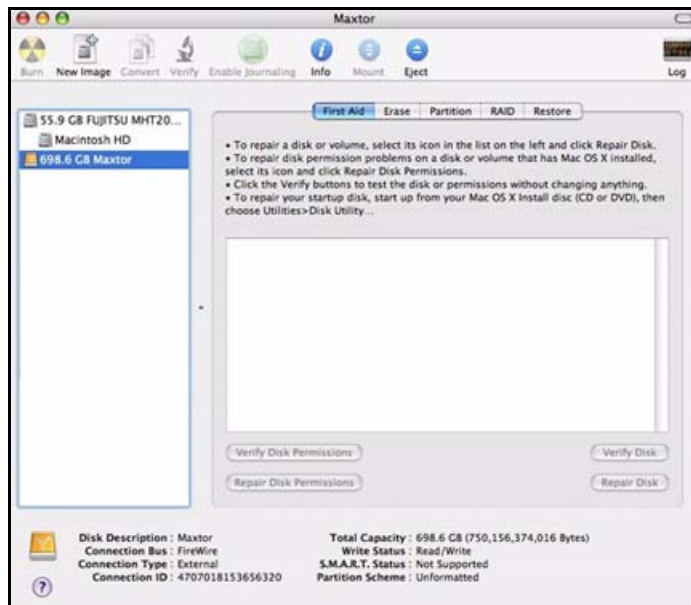 Maxtor
Burn New Image Convert Verify Enable Journaling Info Mount Eject Log
55.9 GB FUJITSU MHT20...
Macintosh HD
698.6 GB Maxtor
First Aid Erase Partition RAID Restore
• To repair a disk or volume, select its icon in the list on the left and click Repair Disk.
• To repair disk permission problems on a disk or volume that has Mac OS X installed,
select its icon and click Repair Disk Permissions.
• Click the Verify buttons to test the disk or permissions without changing anything.
• To repair your startup disk, start up from your Mac OS X Install disc (CD or DVD), then
choose Utilities>Disk Utility...
Verify Disk Permissions Verify Disk
Repair Disk Permissions Repair Disk
Disk Description : Maxtor
Connection Bus : FireWire
Connection Type : External
Connection ID : 4707018153656320
Total Capacity : 698.6 GB (750,156,374,016 Bytes)
Write Status : Read/Write
S.M.A.R.T. Status : Not Supported
Partition Scheme : Unformatted
?